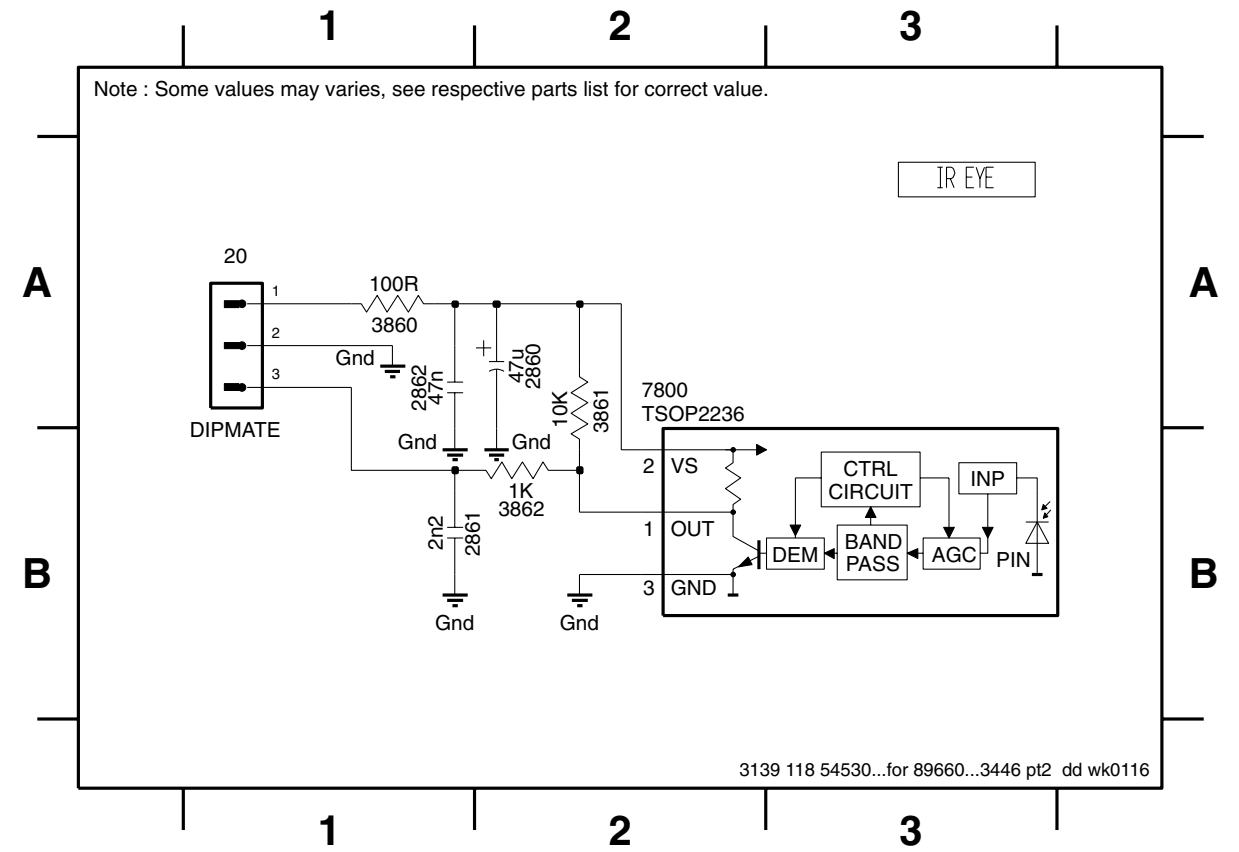 1 2 3
Note : Some values may varies, see respective parts list for correct value.
IR EYE
A A
20
1
2
3
DIPMATE
100R
3860
Gnd
2862
47n
Gnd
47u
2860
Gnd
10K
3861
1K
3862
2n2
2861
Gnd
Gnd
7800
TSOP2236
2 VS
1 OUT
3 GND
CTRL
CIRCUIT
INP
DEM
BAND
PASS
AGC
PIN
B B
3139 118 54530...for 89660...3446 pt2 dd wk0116
1 2 3